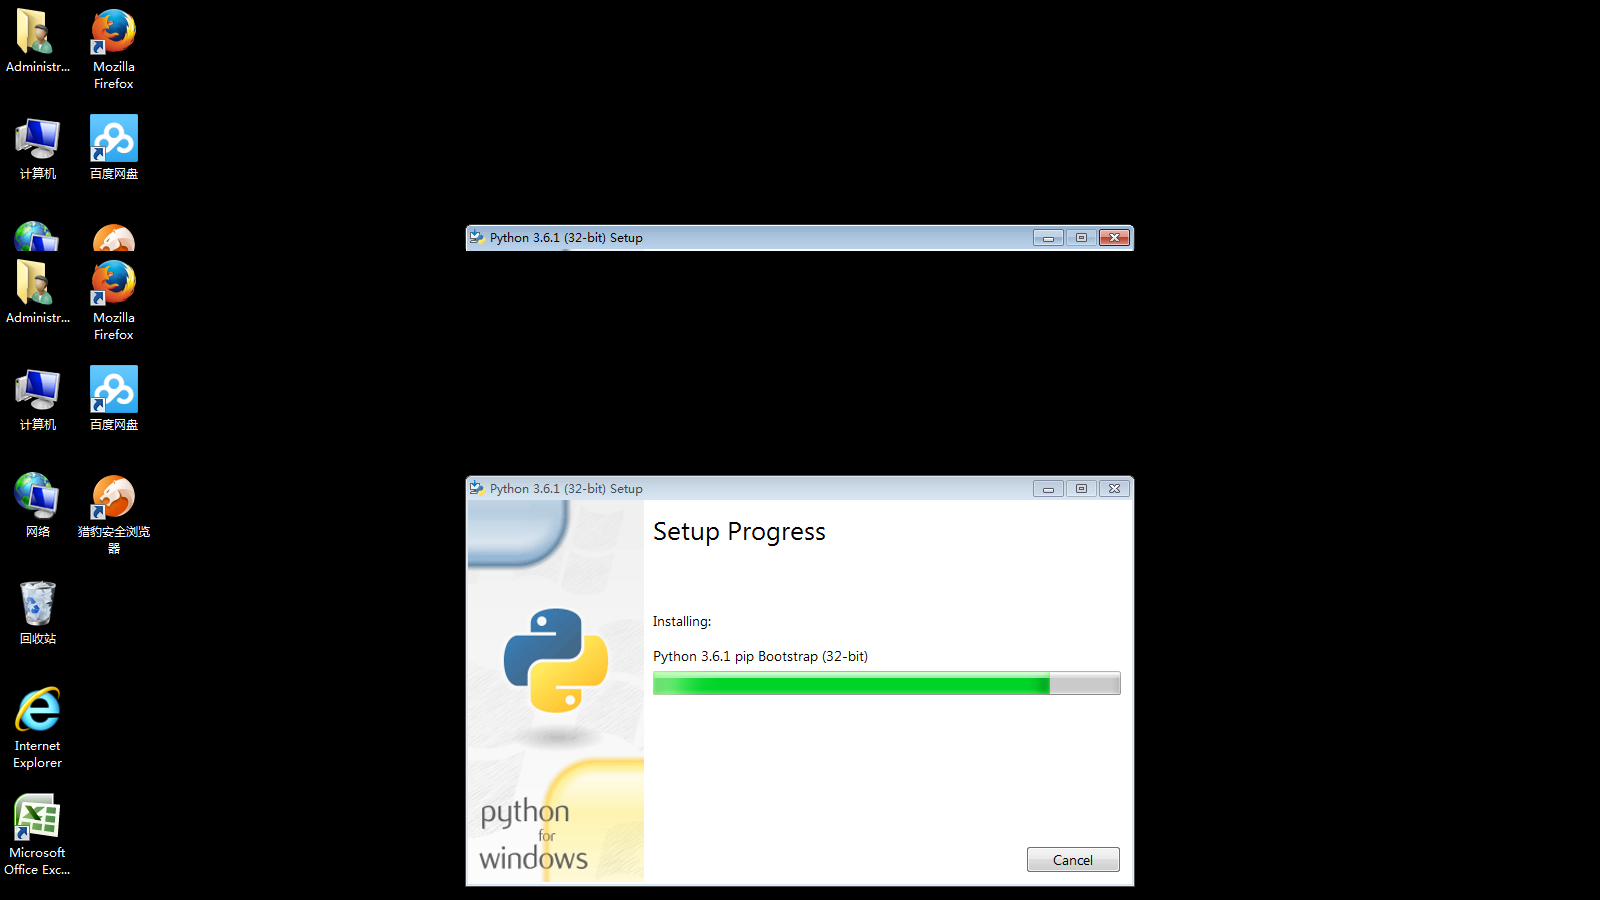 Administr...
Mozilla
Firefox
计算机
百度网盘
Python 3.6.1 (32-bit) Setup
Administr...
Mozilla
Firefox
计算机
百度网盘
网络
猎豹安全浏览
器
回收站
Internet
Explorer
Microsoft
Office Exc...
Python 3.6.1 (32-bit) Setup
Setup Progress
Installing:
Python 3.6.1 pip Bootstrap (32-bit)
python
for
windows
Cancel